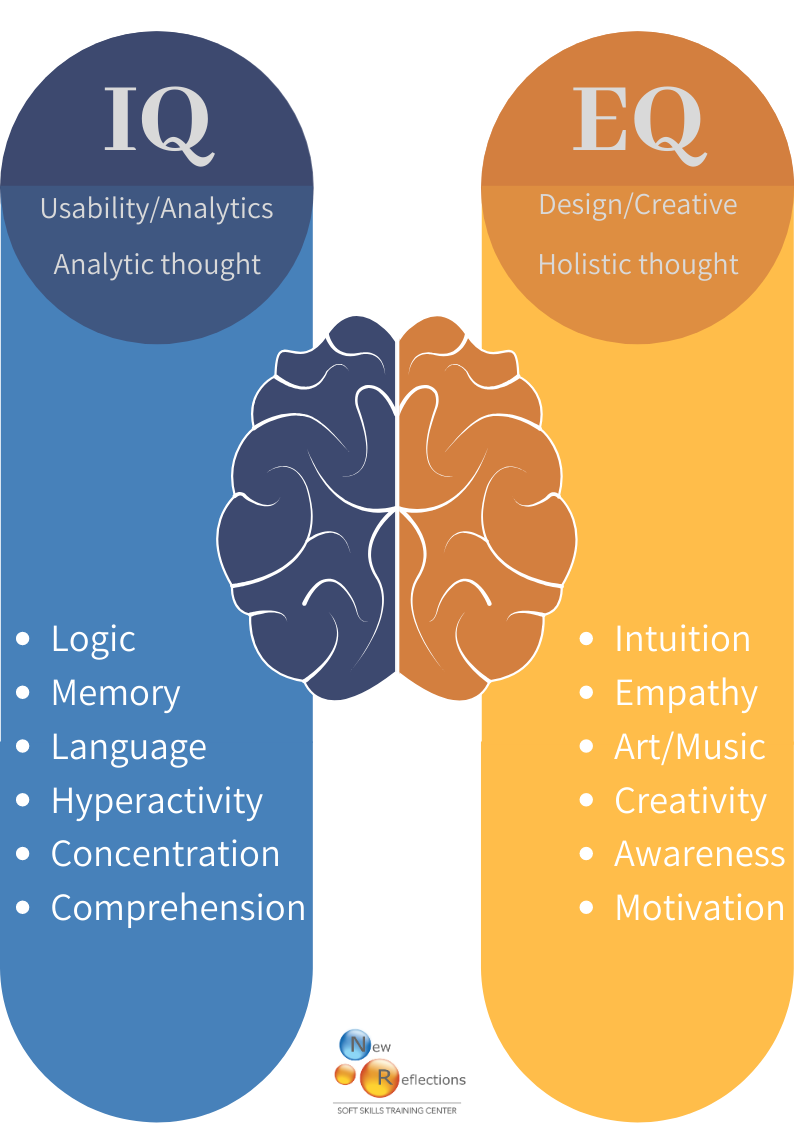 IQ
Usability/Analytics
Analytic thought
• Logic
• Memory
• Language
• Hyperactivity
• Concentration
• Comprehension
EQ
Design/Creative
Holistic thought
• Intuition
• Empathy
• Art/Music
• Creativity
• Awareness
• Motivation
New
Reflections
SOFT SKILLS TRAINING CENTER